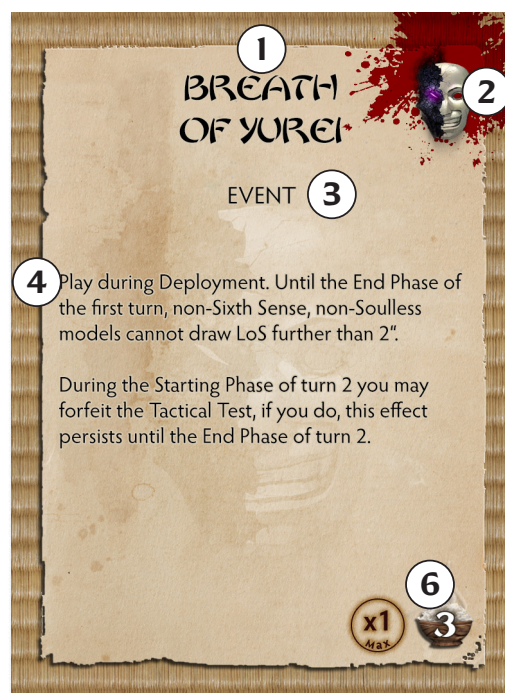 1
BREATH
OF YUREI
2
EVENT 3
4 Play during Deployment. Until the End Phase of
the first turn, non-Sixth Sense, non-Soulless
models cannot draw LoS further than 2“.
During the Starting Phase of turn 2 you may
forfeit the Tactical Test, if you do, this effect
persists until the End Phase of turn 2.
6
x1
Max
3